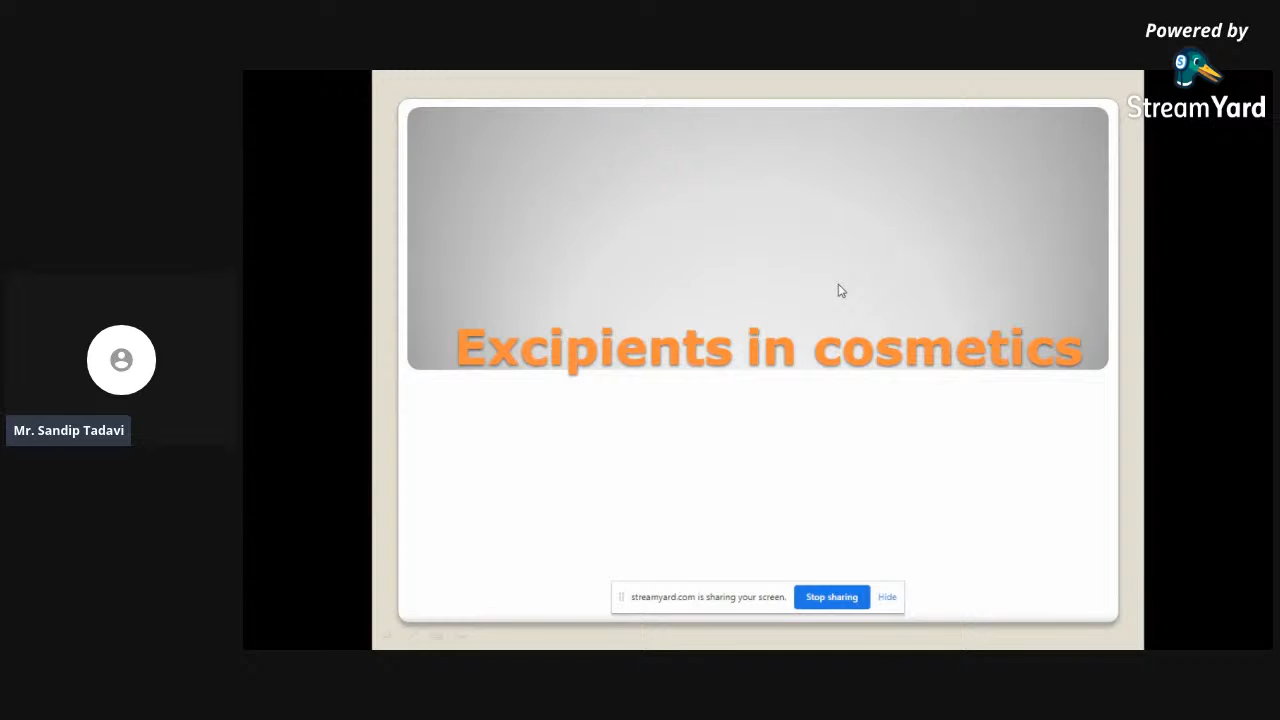 Powered by
StreamYard
Excipients in cosmetics
Mr. Sandip Tadavi
streamyard.com is sharing your screen. Stop sharing Hide